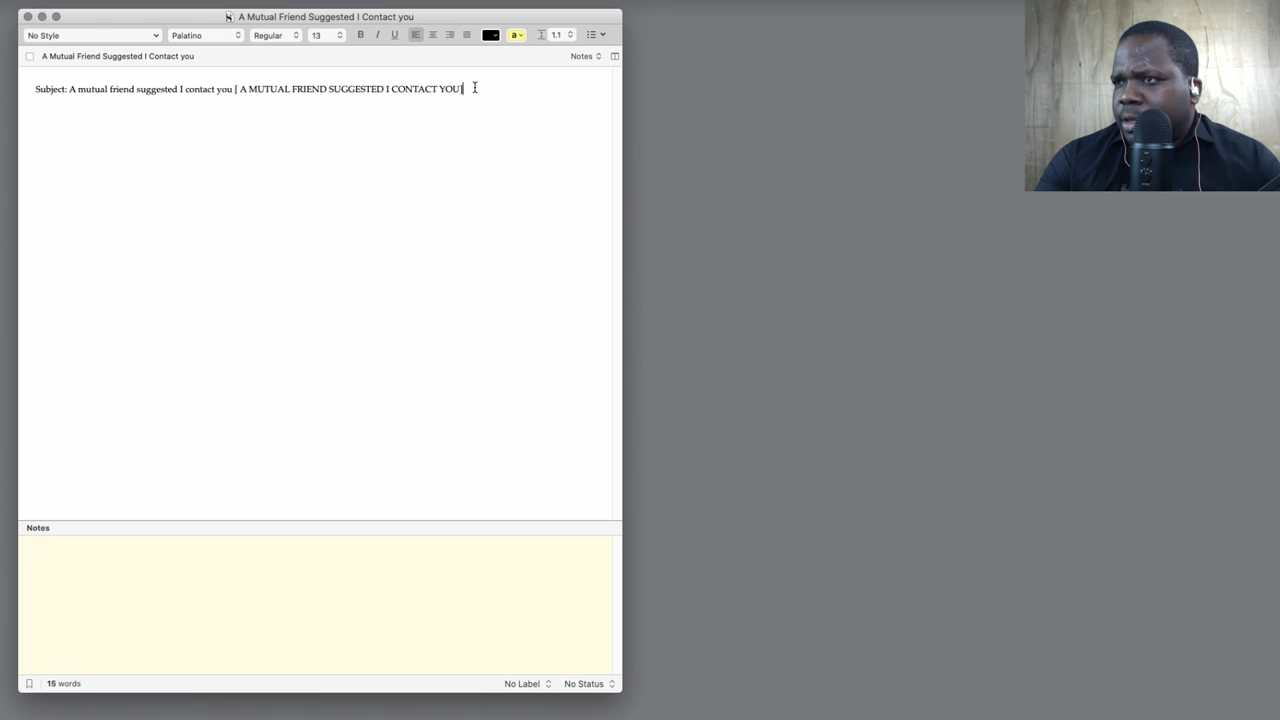 A Mutual Friend Suggested I Contact you
No Style
Palatino
Regular
13
B
I
U
a
1.1
A Mutual Friend Suggested I Contact you
Notes
Subject: A mutual friend suggested I contact you [ A MUTUAL FRIEND SUGGESTED I CONTACT YOU]
Notes
15 words
No Label
No Status